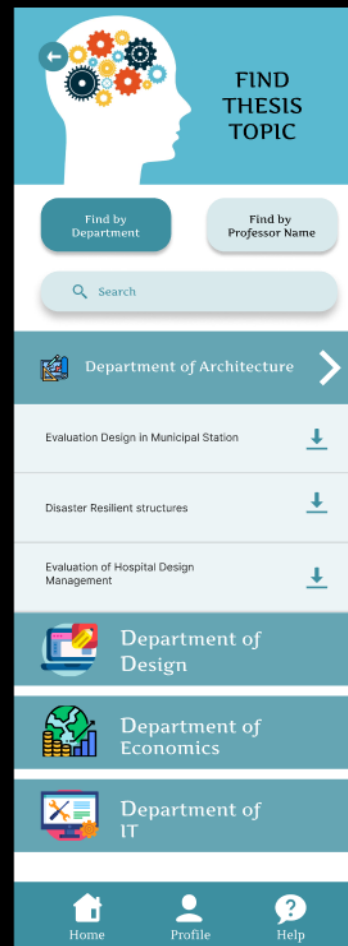 FIND
THESIS
TOPIC
Find by
Department
Find by
Professor Name
Search
Department of Architecture
Evaluation Design in Municipal Station
Disaster Resilient structures
Evaluation of Hospital Design
Management
Department of
Design
Department of
Economics
Department of
IT
Home
Profile
Help